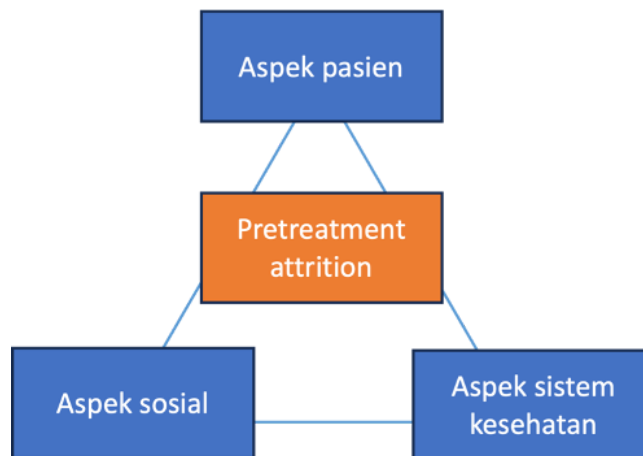 Aspek pasien
Pretreatment
attrition
Aspek sosial
Aspek sistem
kesehatan